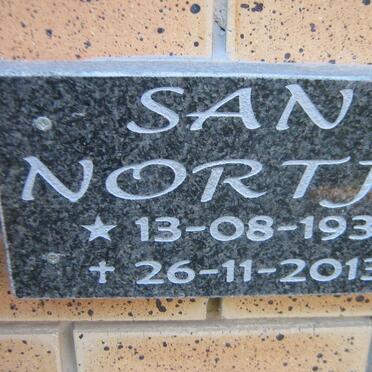 SAN
NORTJ
★ 13-08-193
✝ 26-11-2013